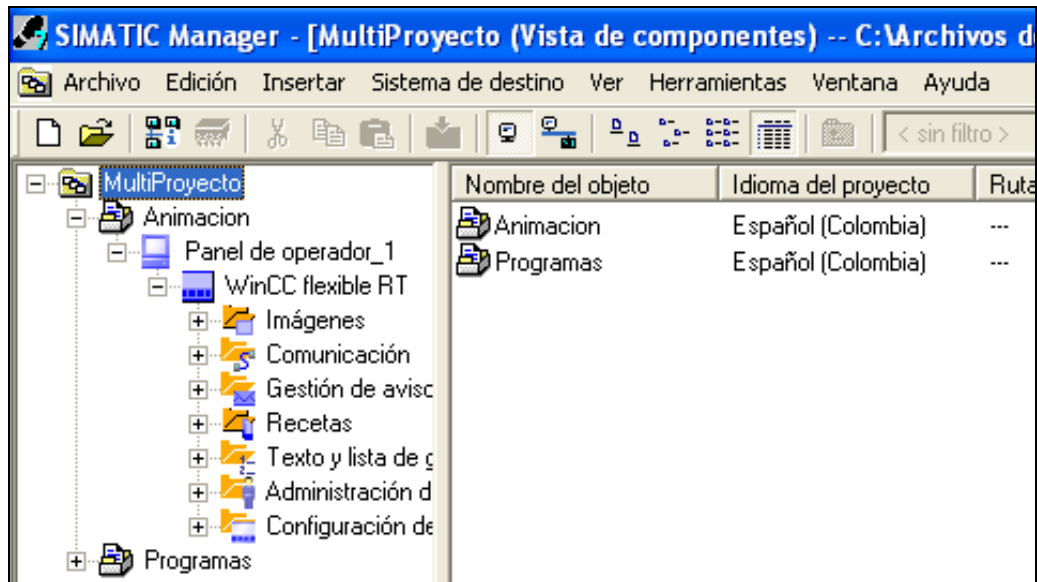 SIMATIC Manager - [MultiProyecto (Vista de componentes) -- C:\Archivos d
Archivo Edición Insertar Sistema de destino Ver Herramientas Ventana Ayuda
< sin filtro >
MultiProyecto
Animacion
Panel de operador_1
WinCC flexible RT
Imágenes
Comunicación
Gestión de aviso
Recetas
Texto y lista de g
Administración d
Configuración de
Programas
Nombre del objeto Idioma del proyecto Ruta
Animacion Español (Colombia) ---
Programas Español (Colombia) ---